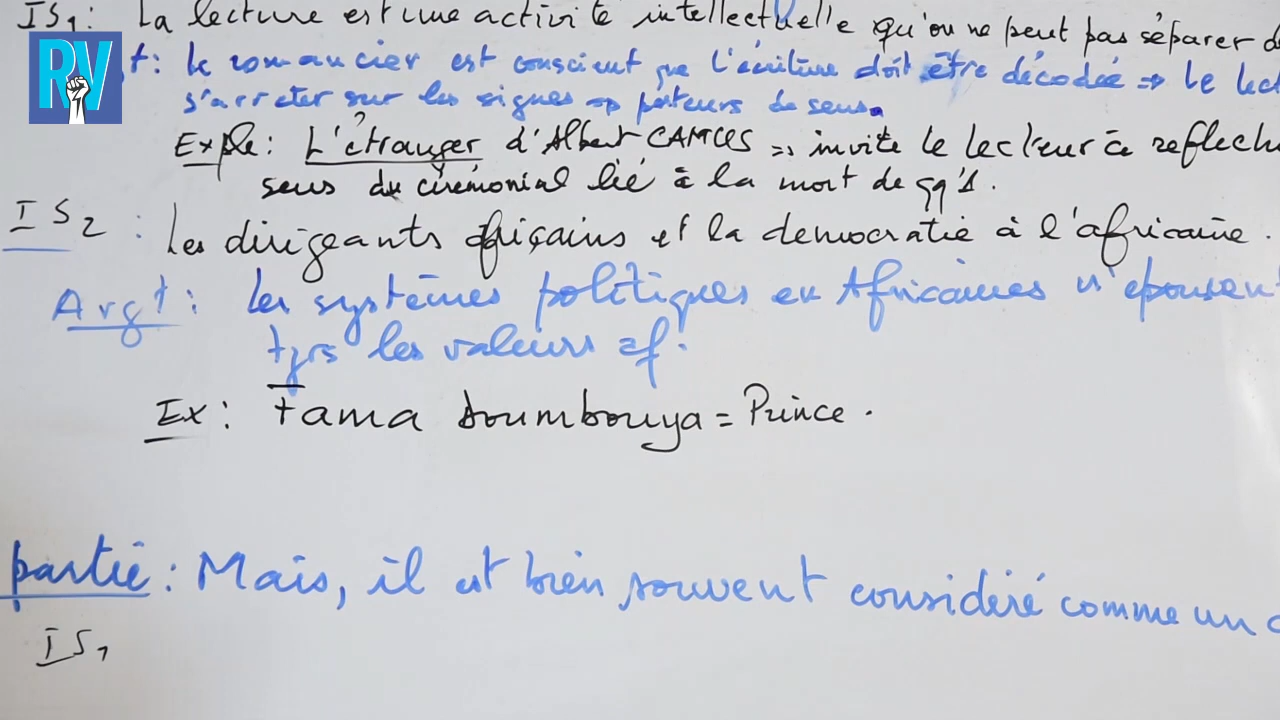 IS1: La lecture est une activité intellectuelle qu'on ne peut pas séparer d
RV
gt: le romancier est conscient que l'écriture doit être décodée => le lect
s'arreter sur les signes => porteurs de sens.
Exple: L'étranger d'Albert CAMUS => invite le lecteur à reflechi
sens du cérémonial lié à la mort de qq'1.
IS2: Les dirigeants africains et la democratie à l'africaine.
Argt: les systèmes politiques en Africaines n'épousent
tjrs les valeurs af.
Ex: Fama Doumbouya = Prince.
partie: Mais, il est bien souvent considéré comme un
IS1